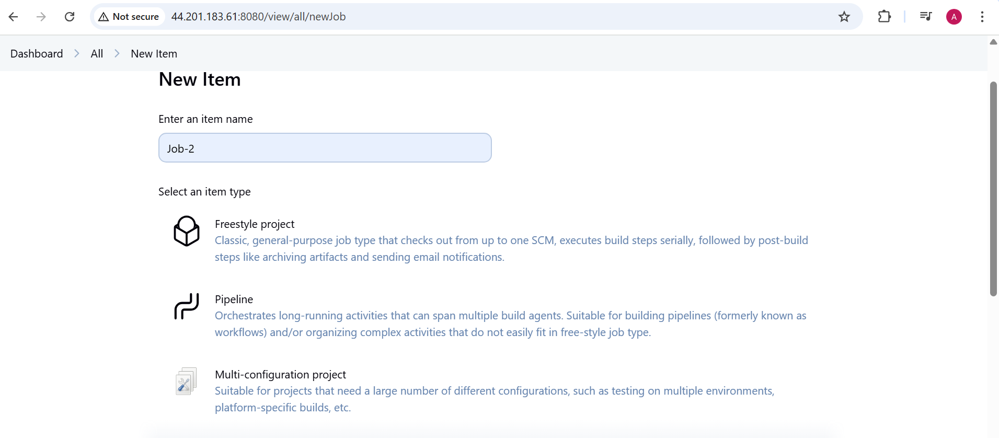 Not secure 44.201.183.61:8080/view/all/newJob A
Dashboard All New Item
New Item
Enter an item name
Job-2
Select an item type
Freestyle project
Classic, general-purpose job type that checks out from up to one SCM, executes build steps serially, followed by post-build
steps like archiving artifacts and sending email notifications.
Pipeline
Orchestrates long-running activities that can span multiple build agents. Suitable for building pipelines (formerly known as
workflows) and/or organizing complex activities that do not easily fit in free-style job type.
Multi-configuration project
Suitable for projects that need a large number of different configurations, such as testing on multiple environments,
platform-specific builds, etc.